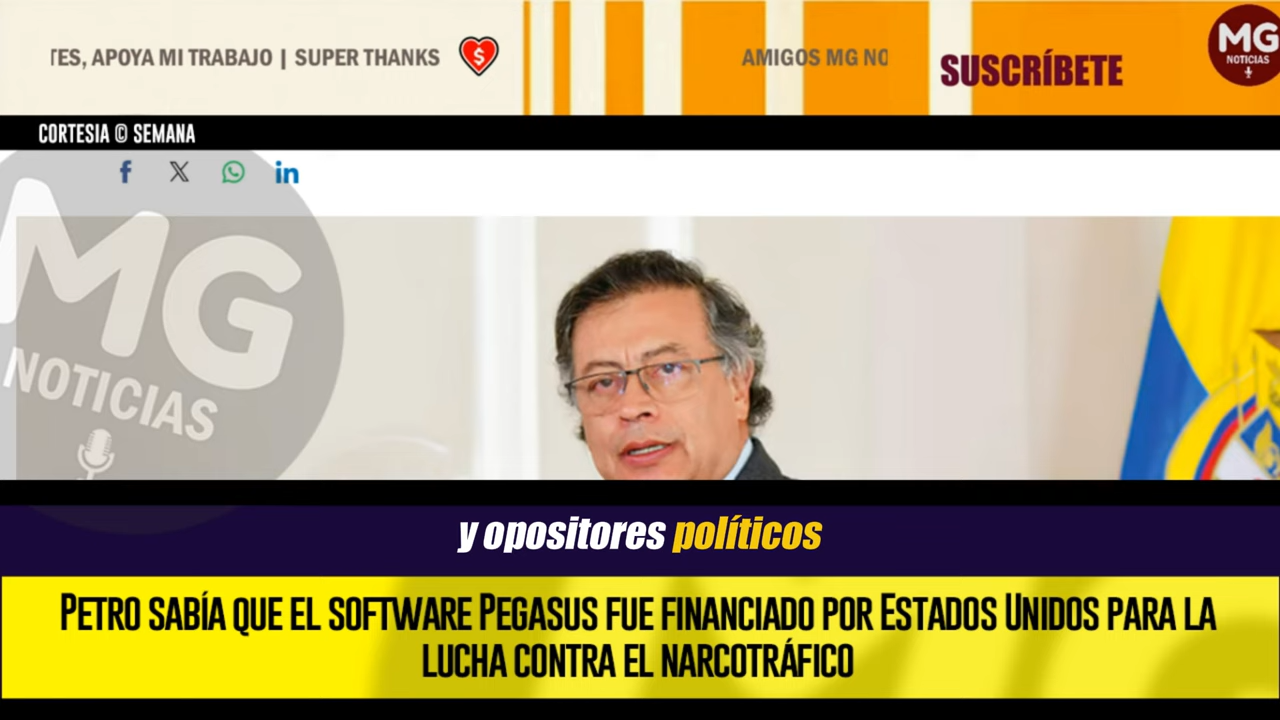 TES, APOYA MI TRABAJO | SUPER THANKS
AMIGOS MG NO
SUSCRÍBETE
MG
NOTICIAS
CORTESIA © SEMANA
MG
NOTICIAS
y opositores políticos
PETRO SABÍA QUE EL SOFTWARE PEGASUS FUE FINANCIADO POR ESTADOS UNIDOS PARA LA
LUCHA CONTRA EL NARCOTRÁFICO